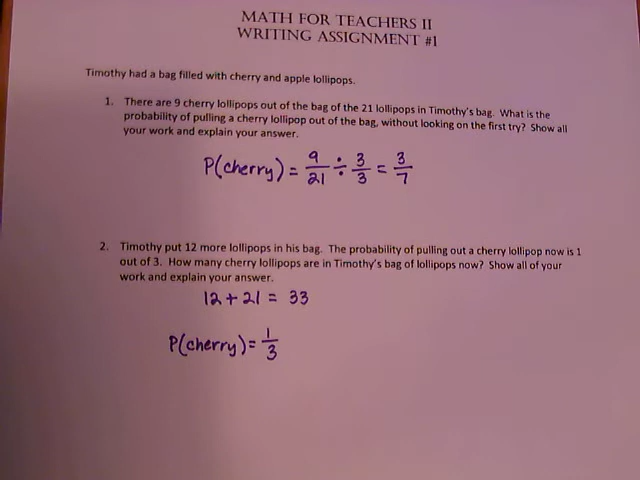 MATH FOR TEACHERS II
WRITING ASSIGNMENT #1
Timothy had a bag filled with cherry and apple lollipops.
1. There are 9 cherry lollipops out of the bag of the 21 lollipops in Timothy's bag. What is the
probability of pulling a cherry lollipop out of the bag, without looking on the first try? Show all
your work and explain your answer.
P(cherry) = 9/21 ÷ 3/3 = 3/7
2. Timothy put 12 more lollipops in his bag. The probability of pulling out a cherry lollipop now is 1
out of 3. How many cherry lollipops are in Timothy's bag of lollipops now? Show all of your
work and explain your answer.
12 + 21 = 33
P(cherry) = 1/3